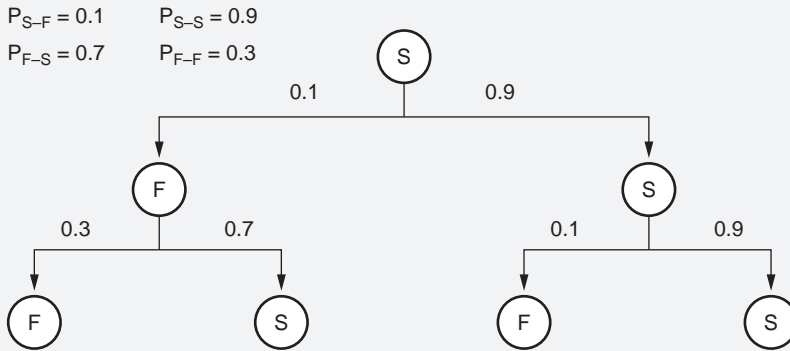 P_S–F = 0.1 P_S–S = 0.9
P_F–S = 0.7 P_F–F = 0.3
S
0.1 0.9
F S
0.3 0.7 0.1 0.9
F S F S